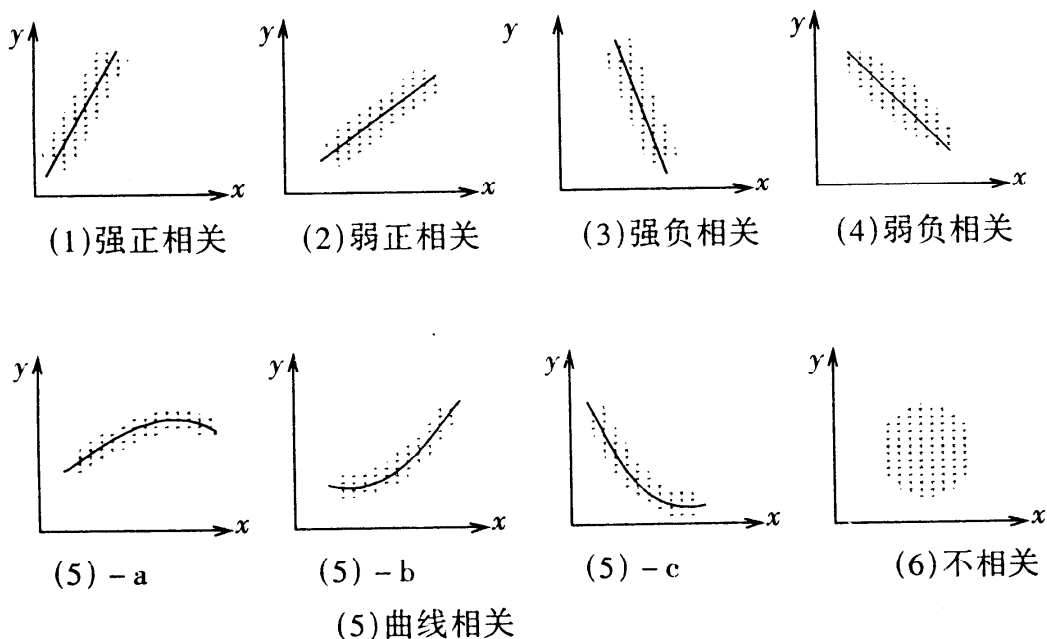 y y y y
x x x x
(1)强正相关 (2)弱正相关 (3)强负相关 (4)弱负相关
y y y y
x x x x
(5)-a (5)-b (5)-c (6)不相关
(5)曲线相关